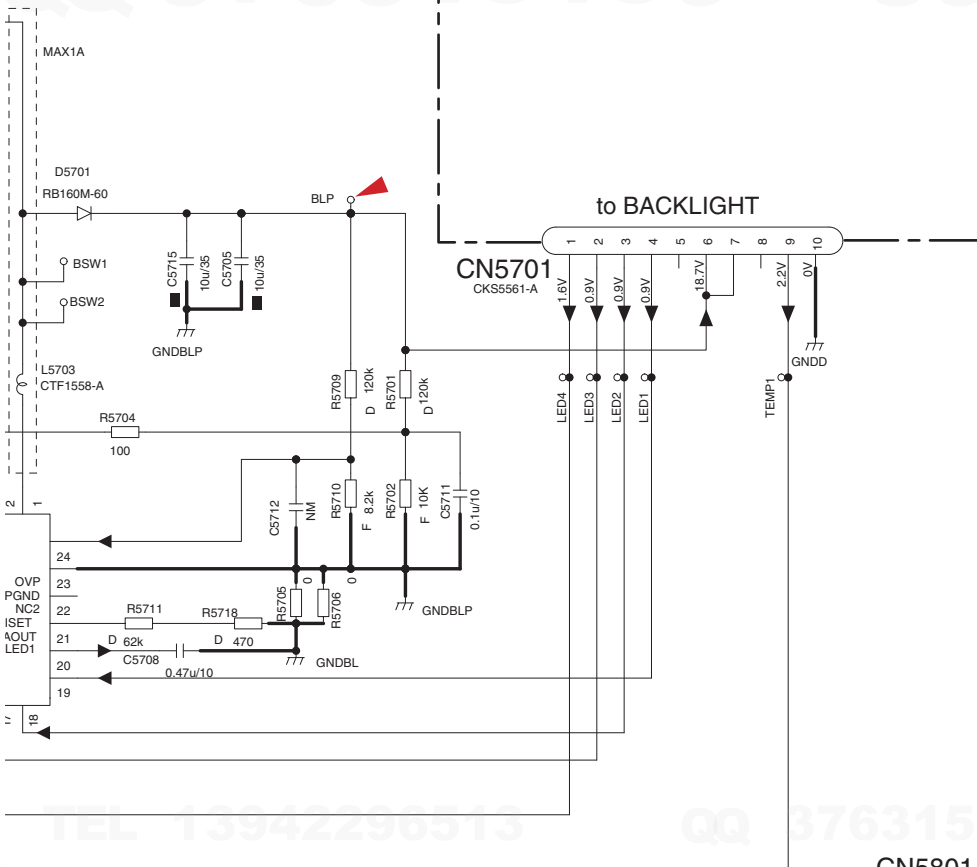 MAX1A
D5701
RB160M-60
BLP
to BACKLIGHT
1 2 3 4 5 6 7 8 9 10
CN5701
CKS5561-A
1.6V
0.9V
0.9V
0.9V
18.7V
2.2V
0V
BSW1
BSW2
C5715
10u/35
C5705
10u/35
GNDBLP
GNDD
L5703
CTF1558-A
R5709
D 120k
R5701
D 120k
LED4
LED3
LED2
LED1
TEMP1
R5704
100
2 1
C5712
NM
R5710
F 8.2k
R5702
F 10K
C5711
0.1u/10
24
OVP
23
PGND
NC2
22
ISET
AOUT
21
LED1
20
19
18
R5705
0
R5706
0
GNDBLP
R5711
D 62k
R5718
D 470
C5708
0.47u/10
GNDBL
TEL 13942296513
QQ 376315
CN5801